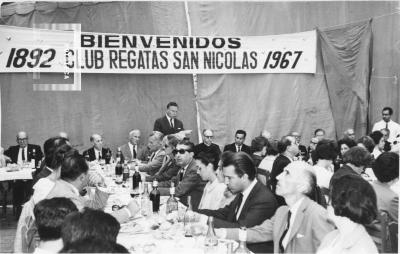 BIENVENIDOS
1892 CLUB REGATAS SAN NICOLAS 1967